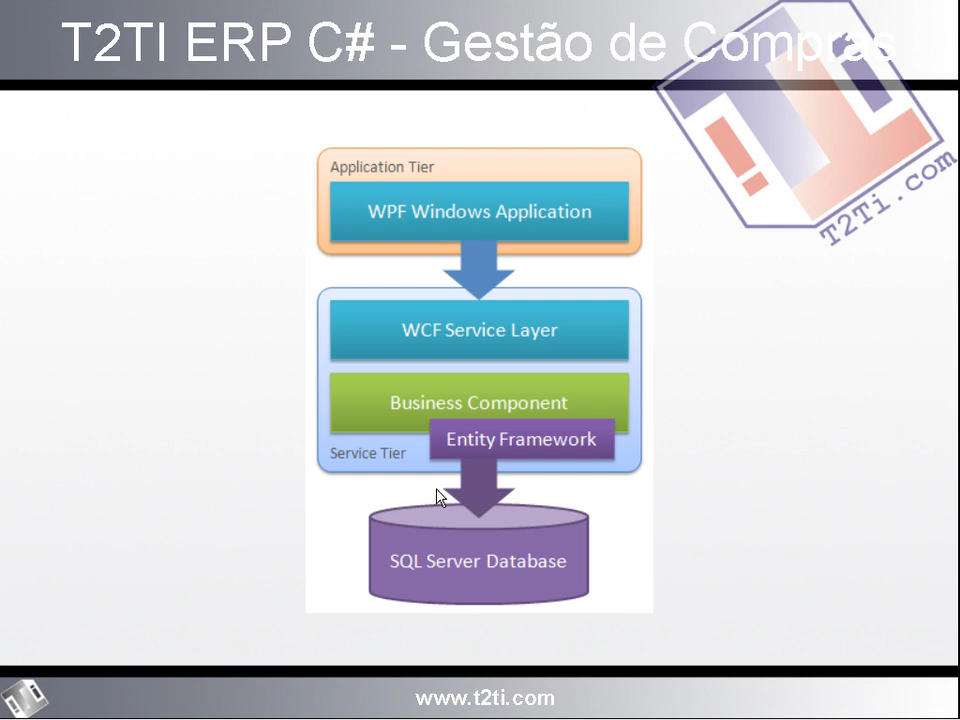 T2TI ERP C# - Gestão de Compras
T2Ti.com
Application Tier
WPF Windows Application
WCF Service Layer
Business Component
Entity Framework
Service Tier
SQL Server Database
www.t2ti.com